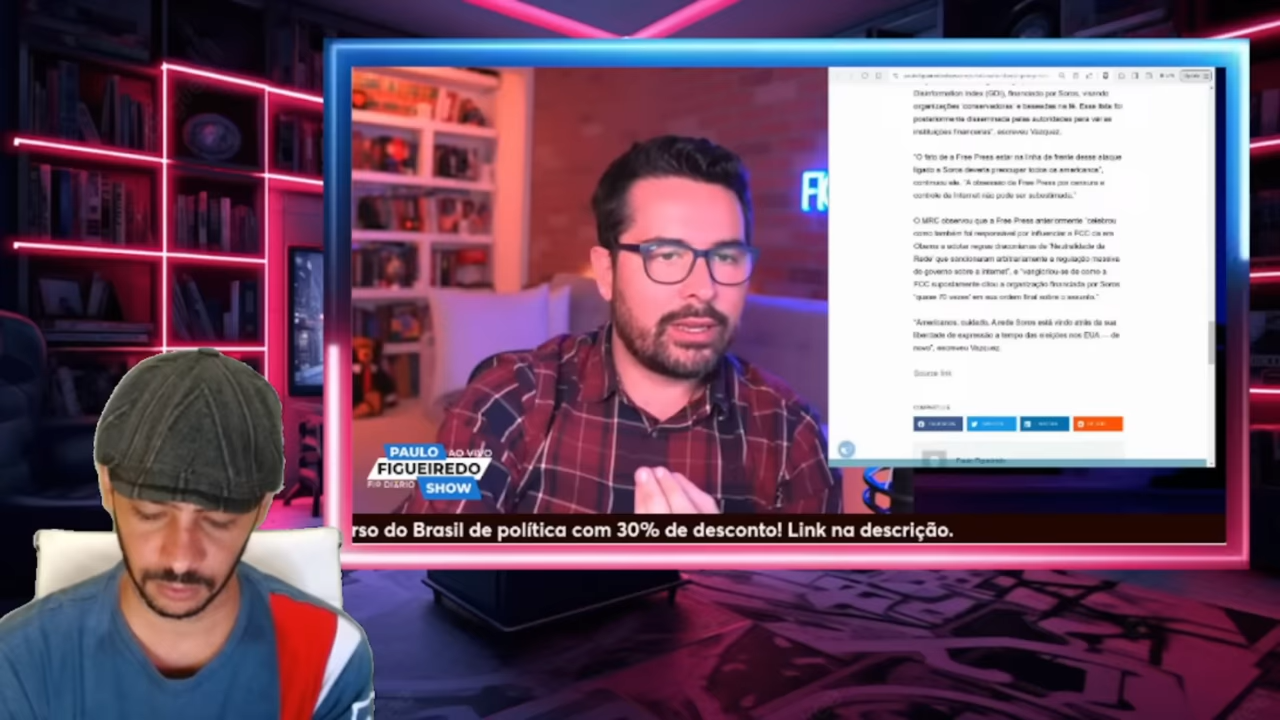 Disinformation Index (GDI), financiado por Soros, visando
organizações 'conservadoras' e baseadas na fé. Essa lista foi
posteriormente disseminada pelas autoridades para várias
instituições financeiras", escreveu Vazquez.
"O fato de a Free Press estar na linha de frente desse ataque
ligado a Soros deveria preocupar todos os americanos",
continuou ele. "A obsessão da Free Press por censura e
controle da Internet não pode ser subestimada."
O MRC observou que a Free Press anteriormente "celebrou
como também foi responsável por influenciar a FCC da era
Obama a adotar regras draconianas de 'Neutralidade da
Rede' que sancionaram arbitrariamente a regulação massiva
do governo sobre a Internet", e "vangloriou-se de como a
FCC supostamente citou a organização financiada por Soros
"quase 70 vezes" em sua ordem final sobre o assunto."
"Americanos, cuidado. A rede Soros está vindo atrás da sua
liberdade de expressão a tempo das eleições nos EUA — de
novo", escreveu Vazquez.
Source link
COMPARTILHE
Paulo Figueiredo
FIG
PAULO AO VIVO
FIGUEIREDO
DIÁRIO SHOW
rso do Brasil de política com 30% de desconto! Link na descrição.